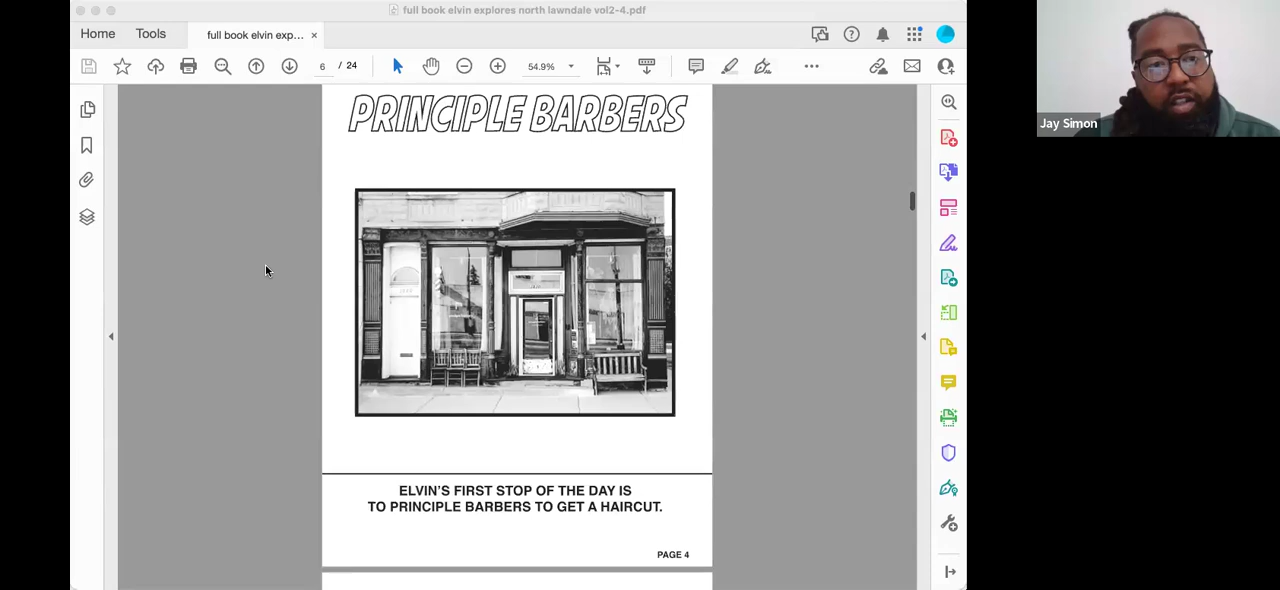 full book elvin explores north lawndale vol2-4.pdf
Home Tools full book elvin exp... ×
6 / 24 54.9%
Jay Simon
PRINCIPLE BARBERS
ELVIN'S FIRST STOP OF THE DAY IS
TO PRINCIPLE BARBERS TO GET A HAIRCUT.
PAGE 4